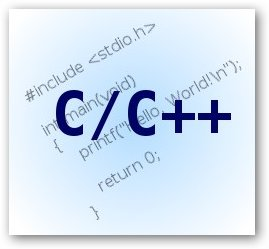 #include <stdio.h>
int main(void)
{ printf("Hello, World!\n");
return 0;
}
C/C++